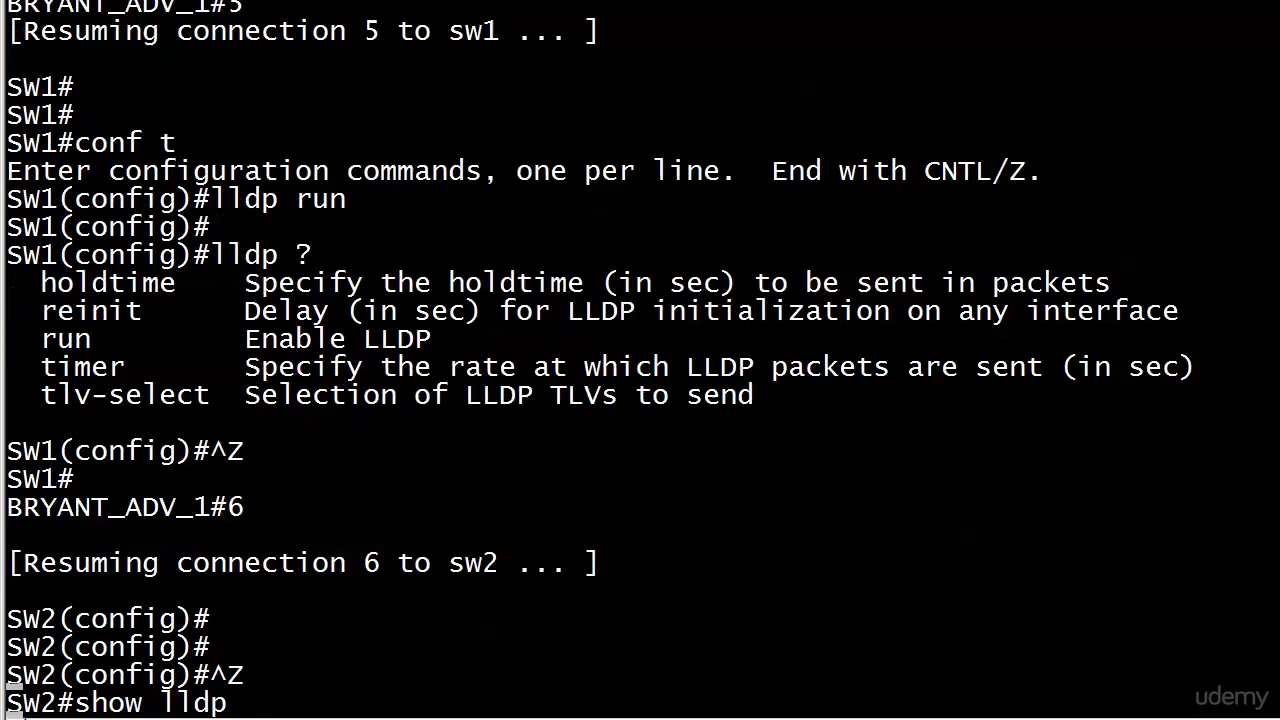 BRYANT_ADV_1#5
[Resuming connection 5 to sw1 ... ]
SW1#
SW1#
SW1#conf t
Enter configuration commands, one per line.  End with CNTL/Z.
SW1(config)#lldp run
SW1(config)#
SW1(config)#lldp ?
  holdtime    Specify the holdtime (in sec) to be sent in packets
  reinit      Delay (in sec) for LLDP initialization on any interface
  run         Enable LLDP
  timer       Specify the rate at which LLDP packets are sent (in sec)
  tlv-select  Selection of LLDP TLVs to send
SW1(config)#^Z
SW1#
BRYANT_ADV_1#6
[Resuming connection 6 to sw2 ... ]
SW2(config)#
SW2(config)#
SW2(config)#^Z
SW2#show lldp
udemy